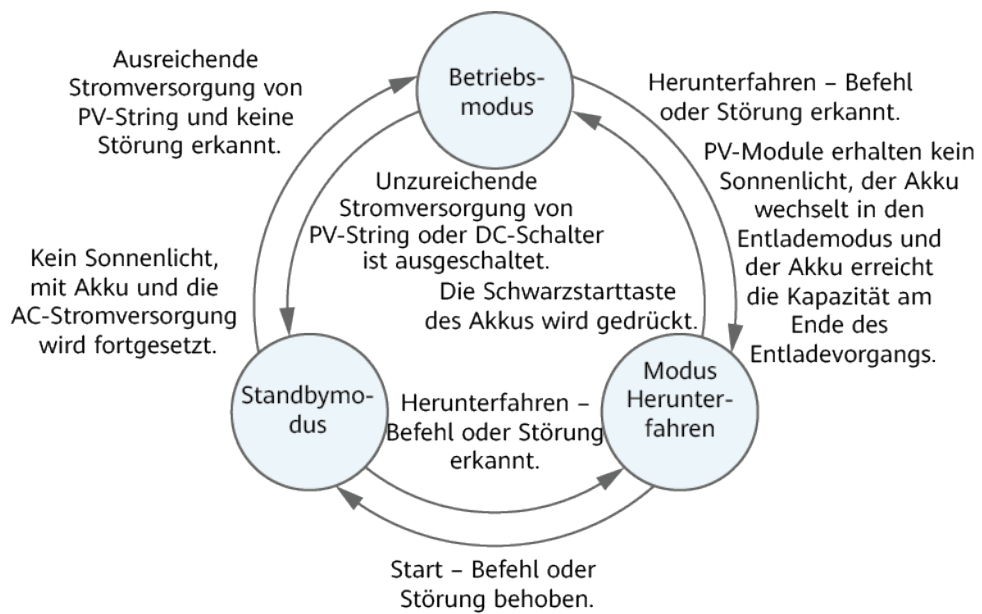 Betriebs-
modus
Ausreichende
Stromversorgung von
PV-String und keine
Störung erkannt.
Herunterfahren – Befehl
oder Störung erkannt.
PV-Module erhalten kein
Sonnenlicht, der Akku
wechselt in den
Entlademodus und
der Akku erreicht
die Kapazität am
Ende des
Entladevorgangs.
Unzureichende
Stromversorgung von
PV-String oder DC-Schalter
ist ausgeschaltet.
Kein Sonnenlicht,
mit Akku und die
AC-Stromversorgung
wird fortgesetzt.
Die Schwarzstarttaste
des Akkus wird gedrückt.
Standbymo-
dus
Herunterfahren –
Befehl oder Störung
erkannt.
Modus
Herunter-
fahren
Start – Befehl oder
Störung behoben.